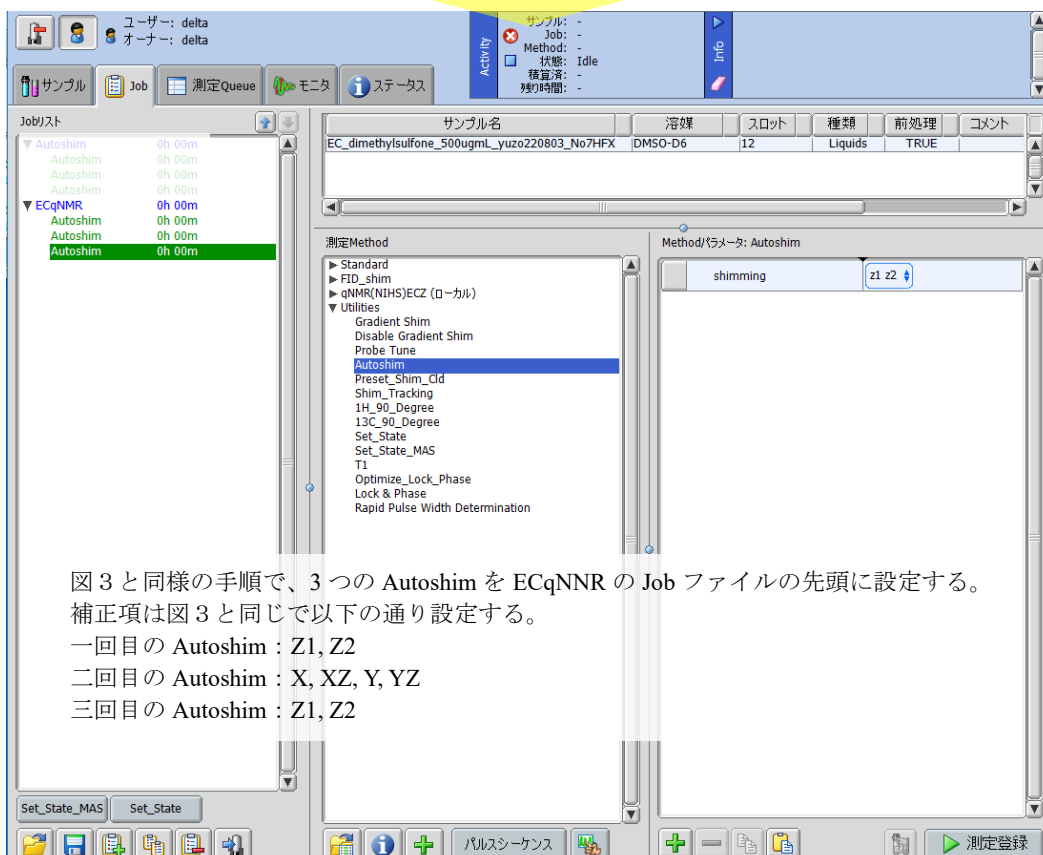 ユーザー: delta
オーナー: delta
Activity
サンプル: -
Job: -
Method: -
状態: Idle
積算済: -
残り時間: -
Info
サンプル
Job
測定Queue
モニタ
ステータス
Jobリスト
Autoshim 0h 00m
Autoshim 0h 00m
Autoshim 0h 00m
Autoshim 0h 00m
ECqNMR 0h 00m
Autoshim 0h 00m
Autoshim 0h 00m
Autoshim 0h 00m
サンプル名 溶媒 スロット 種類 前処理 コメント
EC_dimethylsulfone_500ugmL_yuzo220803_No7HFX DMSO-D6 12 Liquids TRUE
測定Method
Standard
FID_shim
qNMR(NIHS)ECZ (ローカル)
Utilities
Gradient Shim
Disable Gradient Shim
Probe Tune
Autoshim
Preset_Shim_Cld
Shim_Tracking
1H_90_Degree
13C_90_Degree
Set_State
Set_State_MAS
T1
Optimize_Lock_Phase
Lock & Phase
Rapid Pulse Width Determination
Methodパラメータ: Autoshim
shimming z1 z2
図３と同様の手順で、3 つの Autoshim を ECqNNR の Job ファイルの先頭に設定する。
補正項は図３と同じで以下の通り設定する。
一回目の Autoshim：Z1, Z2
二回目の Autoshim：X, XZ, Y, YZ
三回目の Autoshim：Z1, Z2
Set_State_MAS
Set_State
パルスシーケンス
測定登録